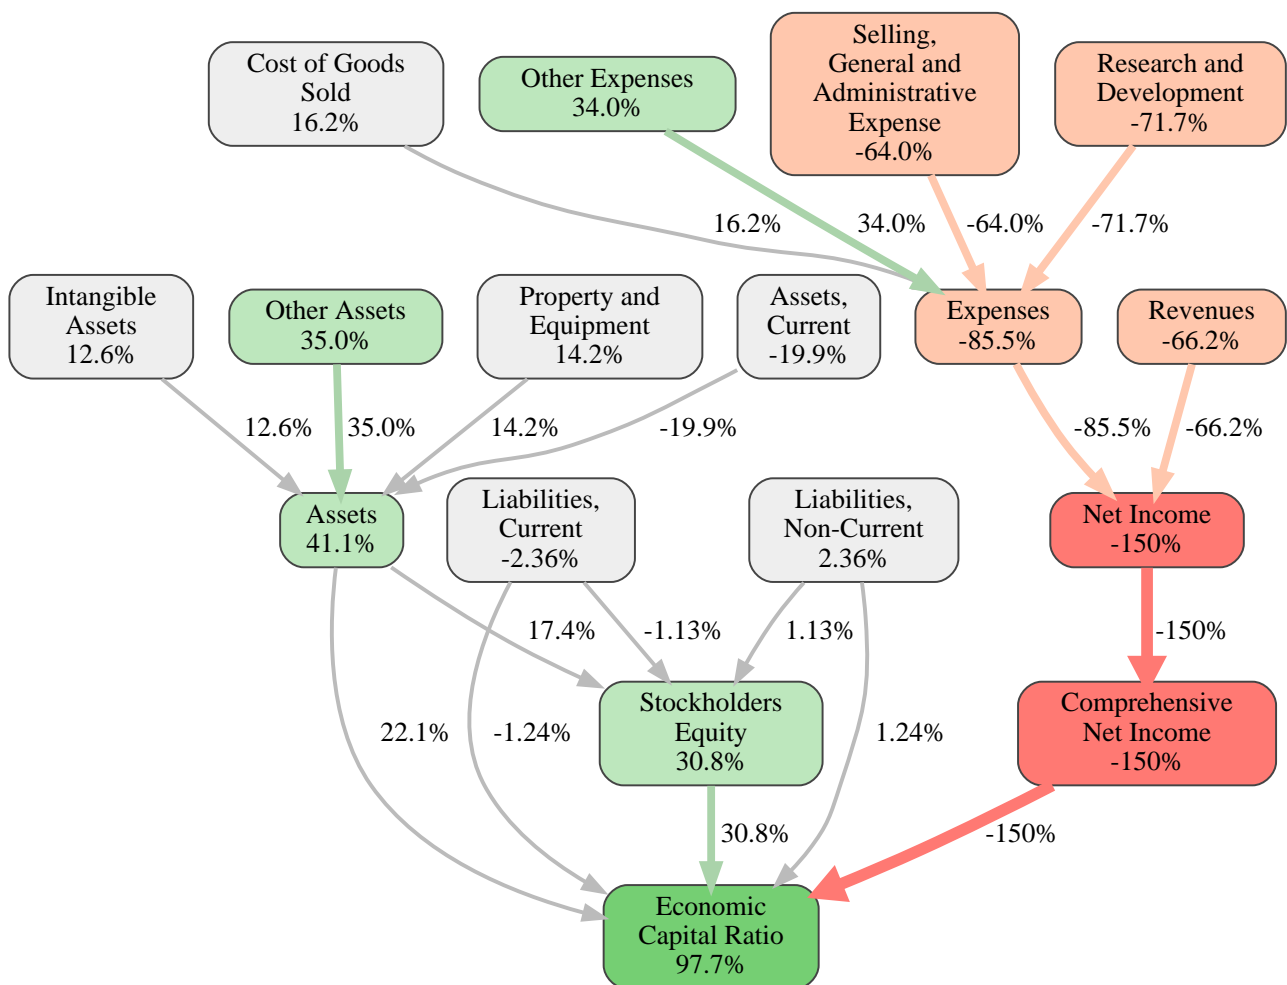 Cost of Goods
Sold
16.2%
Other Expenses
34.0%
Selling,
General and
Administrative
Expense
-64.0%
Research and
Development
-71.7%
16.2%
34.0%
-64.0%
-71.7%
Intangible
Assets
12.6%
Other Assets
35.0%
Property and
Equipment
14.2%
Assets,
Current
-19.9%
Expenses
-85.5%
Revenues
-66.2%
12.6%
35.0%
14.2%
-19.9%
-85.5%
-66.2%
Assets
41.1%
Liabilities,
Current
-2.36%
Liabilities,
Non-Current
2.36%
Net Income
-150%
17.4%
-1.13%
1.13%
-150%
Stockholders
Equity
30.8%
Comprehensive
Net Income
-150%
22.1%
-1.24%
1.24%
30.8%
-150%
Economic
Capital Ratio
97.7%